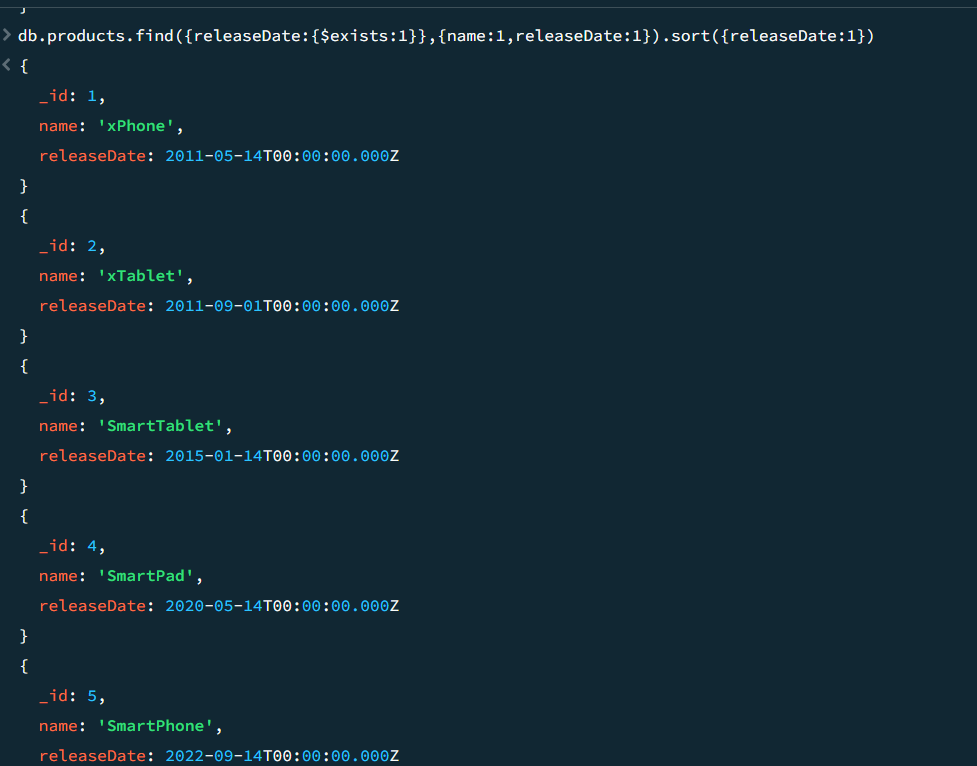 }
> db.products.find({releaseDate:{$exists:1}},{name:1,releaseDate:1}).sort({releaseDate:1})
< {
_id: 1,
name: 'xPhone',
releaseDate: 2011-05-14T00:00:00.000Z
}
{
_id: 2,
name: 'xTablet',
releaseDate: 2011-09-01T00:00:00.000Z
}
{
_id: 3,
name: 'SmartTablet',
releaseDate: 2015-01-14T00:00:00.000Z
}
{
_id: 4,
name: 'SmartPad',
releaseDate: 2020-05-14T00:00:00.000Z
}
{
_id: 5,
name: 'SmartPhone',
releaseDate: 2022-09-14T00:00:00.000Z